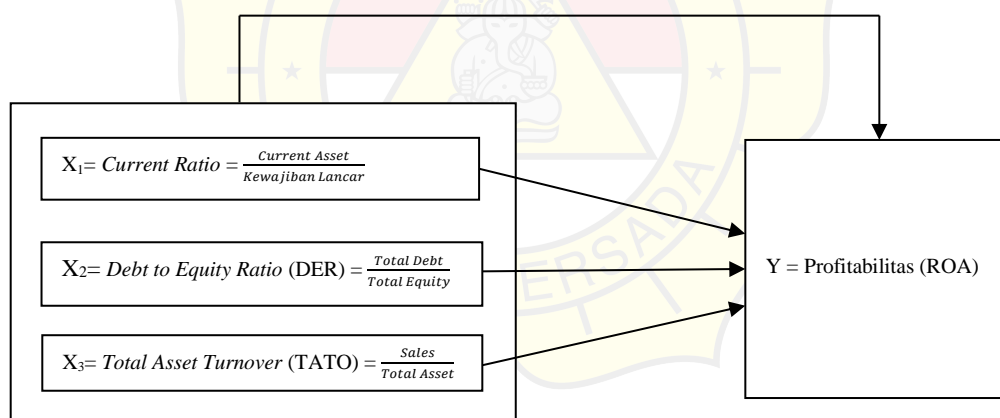 X₁= Current Ratio = Current Asset / Kewajiban Lancar
X₂= Debt to Equity Ratio (DER) = Total Debt / Total Equity
X₃= Total Asset Turnover (TATO) = Sales / Total Asset
Y = Profitabilitas (ROA)